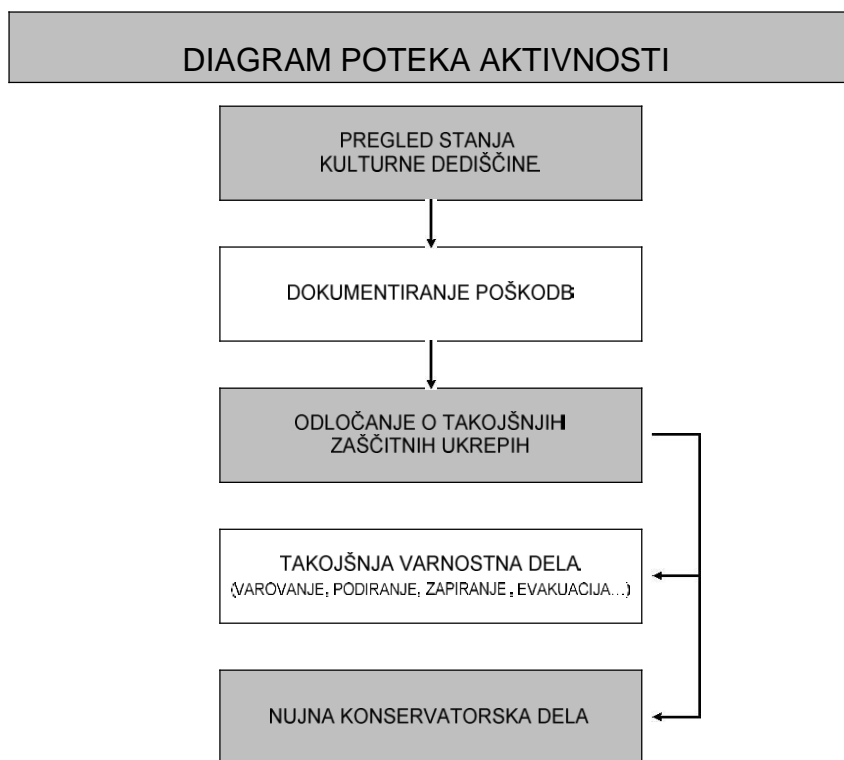 DIAGRAM POTEKA AKTIVNOSTI
PREGLED STANJA
KULTURNE DEDIŠČINE
DOKUMENTIRANJE POŠKODB
ODLOČANJE O TAKOJŠNJIH
ZAŠČITNIH UKREPIH
TAKOJŠNJA VARNOSTNA DELA
(VAROVANJE, PODIRANJE, ZAPIRANJE, EVAKUACIJA...)
NUJNA KONSERVATORSKA DELA